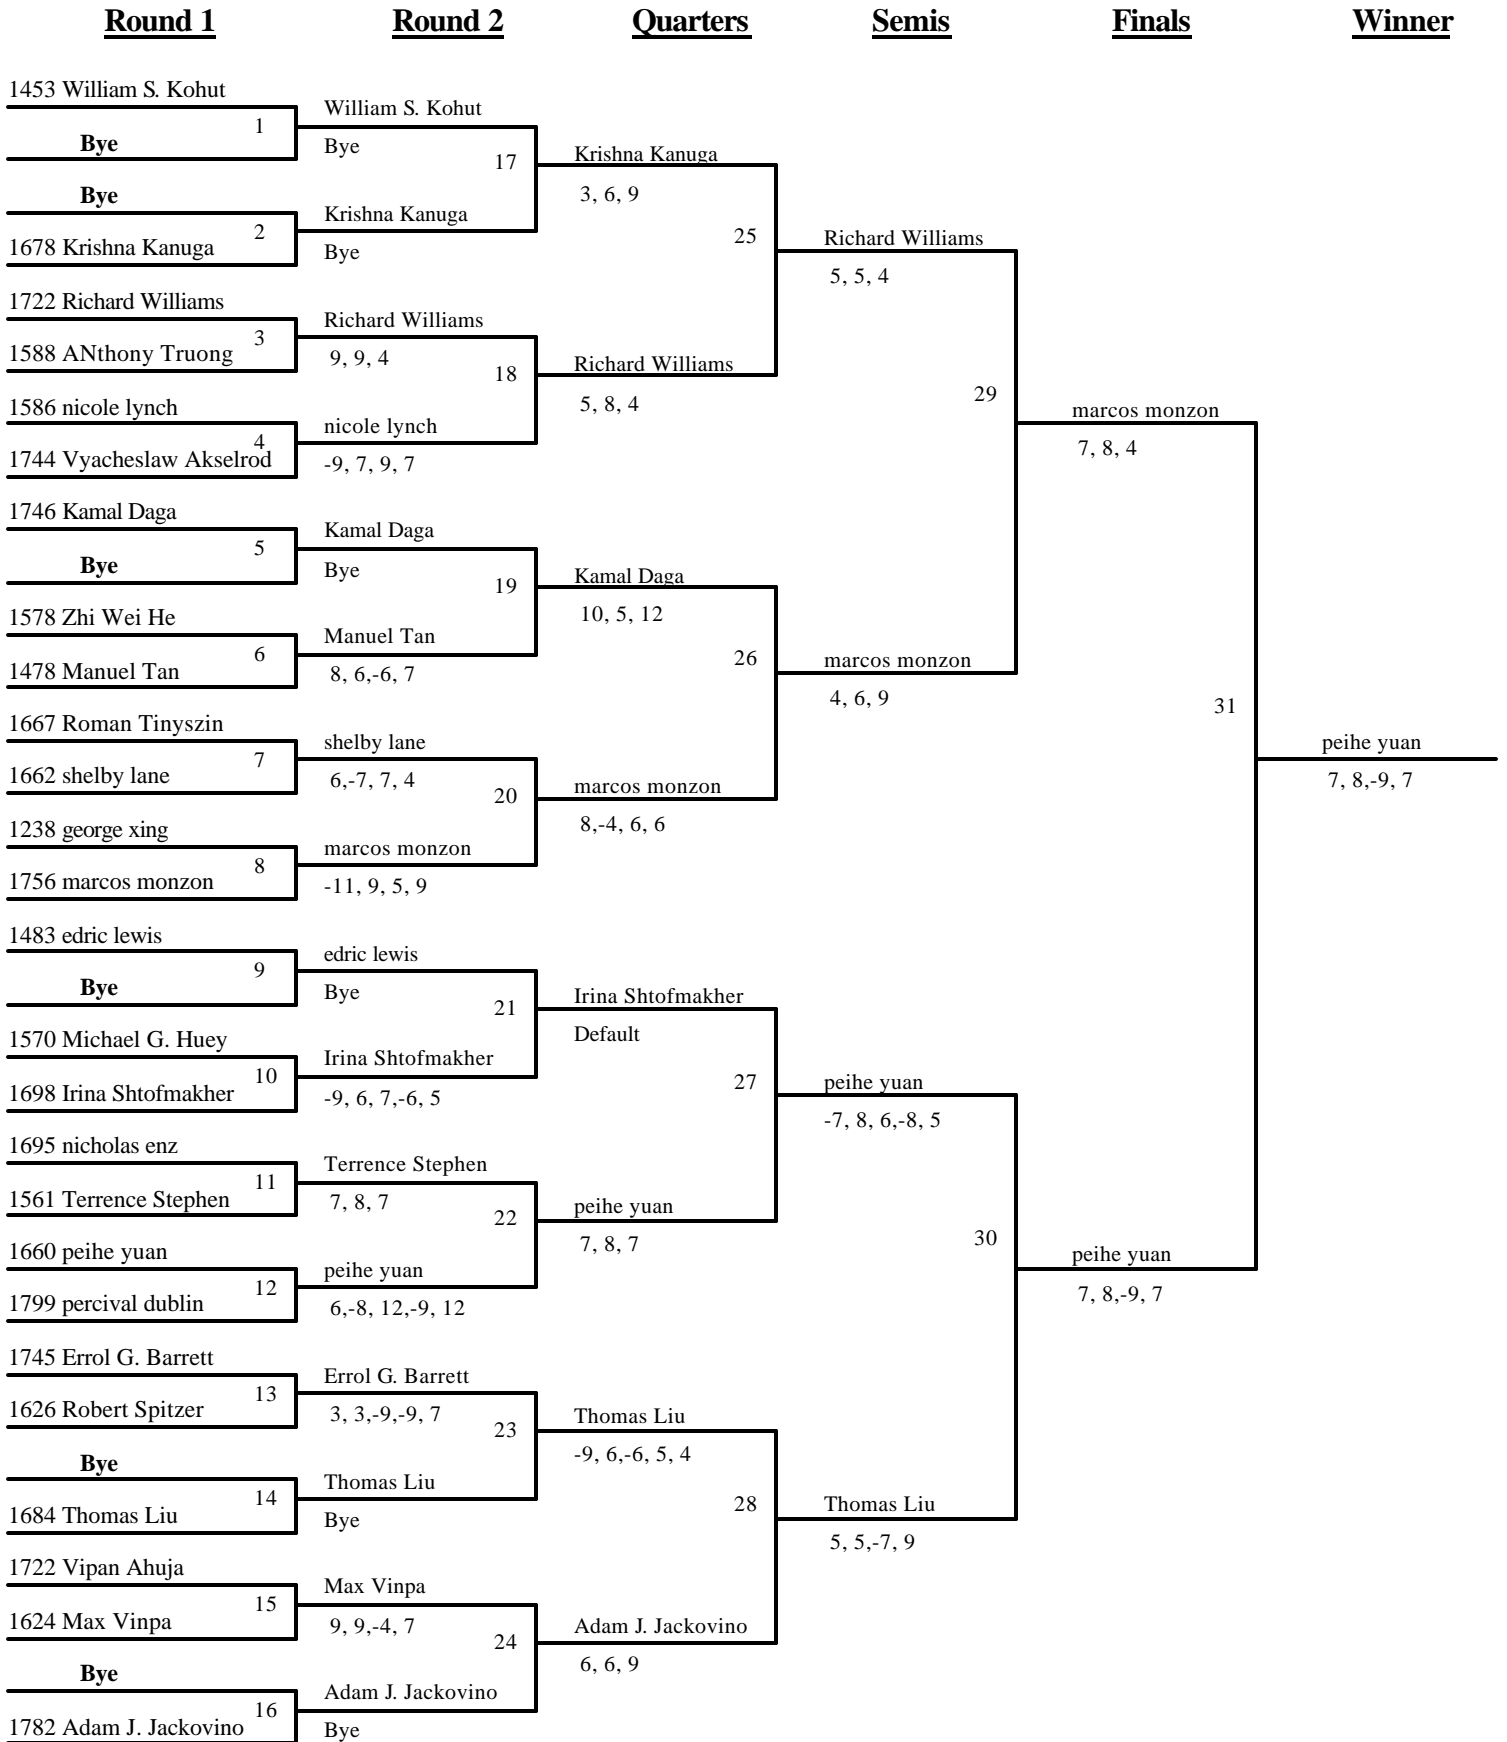 Round 1
Round 2
Quarters
Semis
Finals
Winner
1453 William S. Kohut
1
Bye
Bye
2
1678 Krishna Kanuga
1722 Richard Williams
3
1588 ANthony Truong
1586 nicole lynch
4
1744 Vyacheslaw Akselrod
1746 Kamal Daga
5
Bye
1578 Zhi Wei He
6
1478 Manuel Tan
1667 Roman Tinyszin
7
1662 shelby lane
1238 george xing
8
1756 marcos monzon
1483 edric lewis
9
Bye
1570 Michael G. Huey
10
1698 Irina Shtofmakher
1695 nicholas enz
11
1561 Terrence Stephen
1660 peihe yuan
12
1799 percival dublin
1745 Errol G. Barrett
13
1626 Robert Spitzer
Bye
14
1684 Thomas Liu
1722 Vipan Ahuja
15
1624 Max Vinpa
Bye
16
1782 Adam J. Jackovino
William S. Kohut
Bye
17
Krishna Kanuga
Bye
Richard Williams
9, 9, 4
18
nicole lynch
-9, 7, 9, 7
Kamal Daga
Bye
19
Manuel Tan
8, 6,-6, 7
shelby lane
6,-7, 7, 4
20
marcos monzon
-11, 9, 5, 9
edric lewis
Bye
21
Irina Shtofmakher
-9, 6, 7,-6, 5
Terrence Stephen
7, 8, 7
22
peihe yuan
6,-8, 12,-9, 12
Errol G. Barrett
3, 3,-9,-9, 7
23
Thomas Liu
Bye
Max Vinpa
9, 9,-4, 7
24
Adam J. Jackovino
Bye
Krishna Kanuga
3, 6, 9
25
Richard Williams
5, 8, 4
Kamal Daga
10, 5, 12
26
marcos monzon
8,-4, 6, 6
Irina Shtofmakher
Default
27
peihe yuan
7, 8, 7
Thomas Liu
-9, 6,-6, 5, 4
28
Adam J. Jackovino
6, 6, 9
Richard Williams
5, 5, 4
29
marcos monzon
4, 6, 9
peihe yuan
-7, 8, 6,-8, 5
30
Thomas Liu
5, 5,-7, 9
marcos monzon
7, 8, 4
31
peihe yuan
7, 8,-9, 7
peihe yuan
7, 8,-9, 7